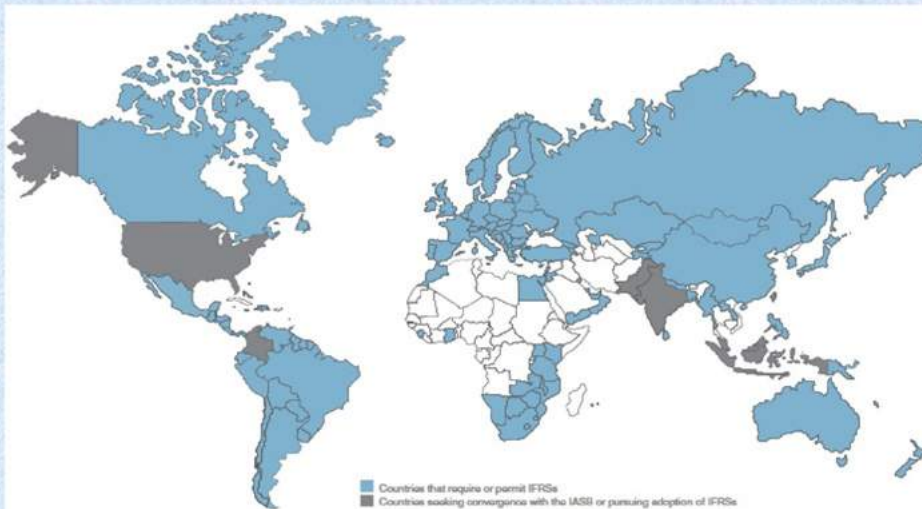 Countries that require or permit IFRSs
Countries seeking convergence with the IASB or pursuing adoption of IFRSs